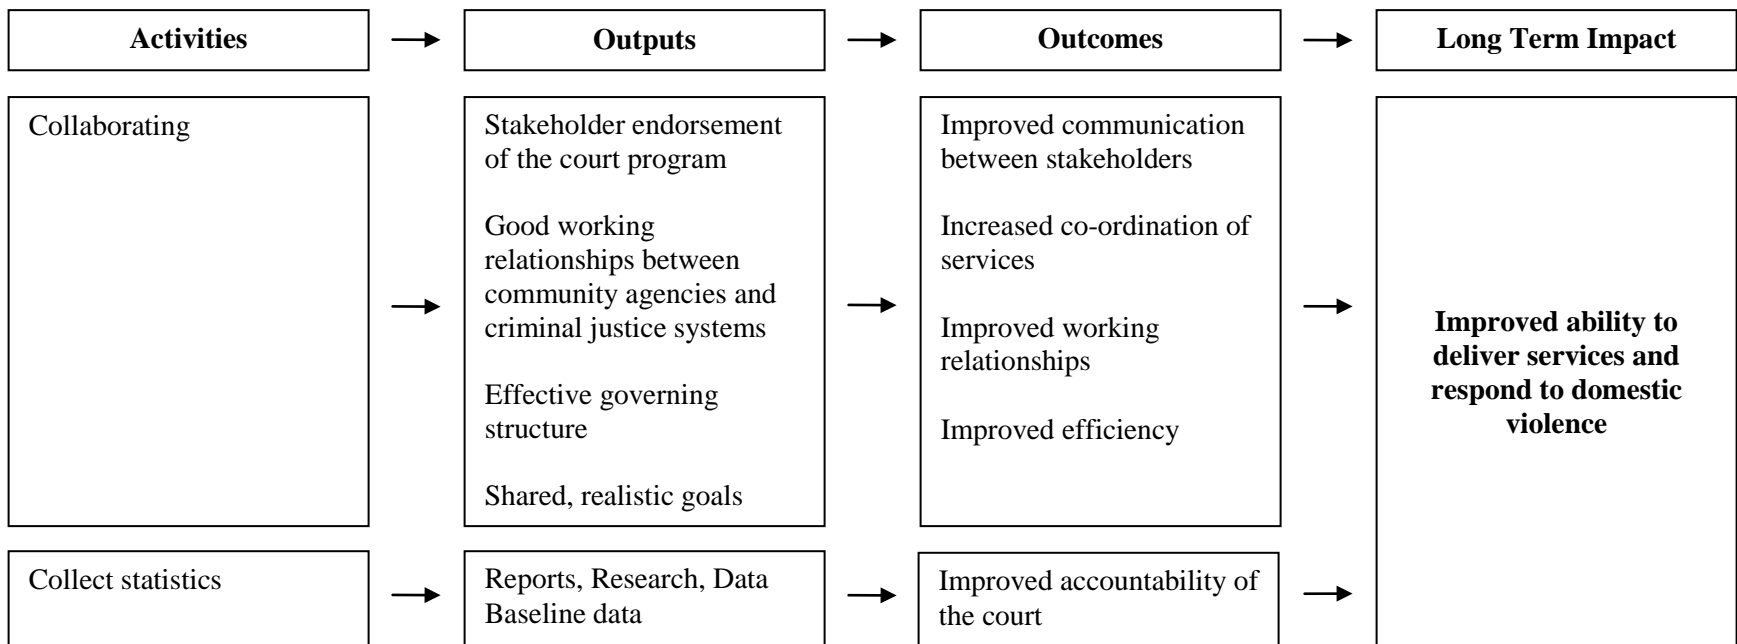 Activities
Outputs
Outcomes
Long Term Impact
Collaborating
Stakeholder endorsement
of the court program
Good working
relationships between
community agencies and
criminal justice systems
Effective governing
structure
Shared, realistic goals
Improved communication
between stakeholders
Increased co-ordination of
services
Improved working
relationships
Improved efficiency
Improved ability to
deliver services and
respond to domestic
violence
Collect statistics
Reports, Research, Data
Baseline data
Improved accountability of
the court